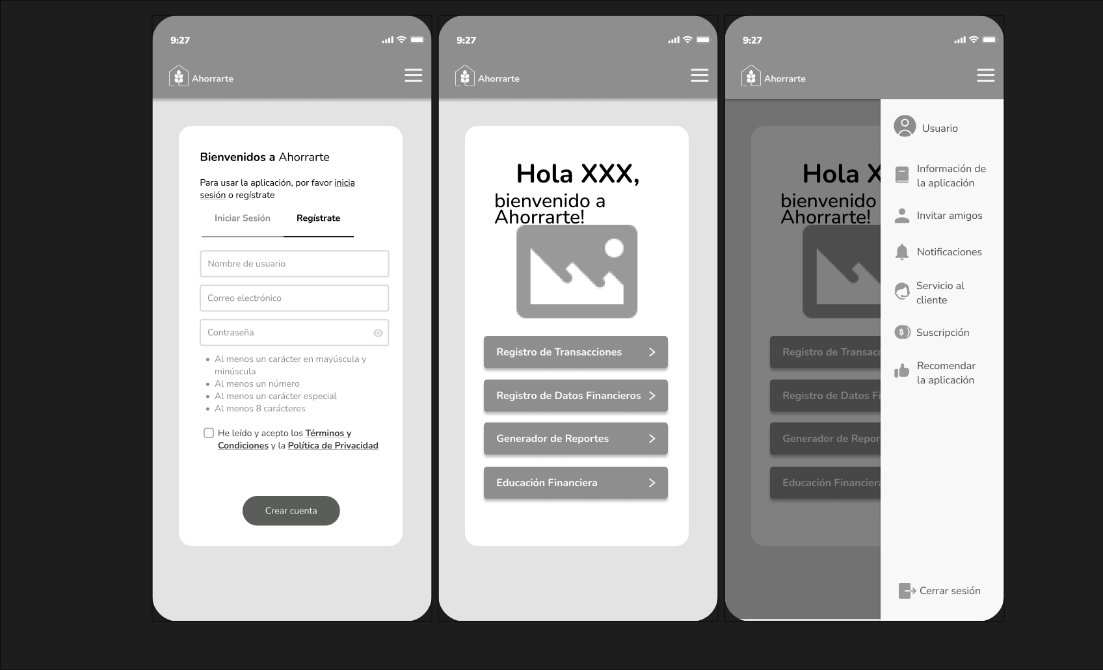 9:27
Ahorrarte
Bienvenidos a Ahorrarte
Para usar la aplicación, por favor inicia
sesión o regístrate
Iniciar Sesión
Regístrate
Nombre de usuario
Correo electrónico
Contraseña
• Al menos un carácter en mayúscula y
minúscula
• Al menos un número
• Al menos un carácter especial
• Al menos 8 carácteres
He leído y acepto los Términos y
Condiciones y la Política de Privacidad
Crear cuenta
9:27
Ahorrarte
Hola XXX,
bienvenido a
Ahorrarte!
Registro de Transacciones
Registro de Datos Financieros
Generador de Reportes
Educación Financiera
9:27
Ahorrarte
Hola X
bienvenido
Ahorrarte!
Registro de Transacc
Registro de Datos Fi
Generador de Repor
Educación Financiera
Usuario
Información de
la aplicación
Invitar amigos
Notificaciones
Servicio al
cliente
Suscripción
Recomendar
la aplicación
Cerrar sesión